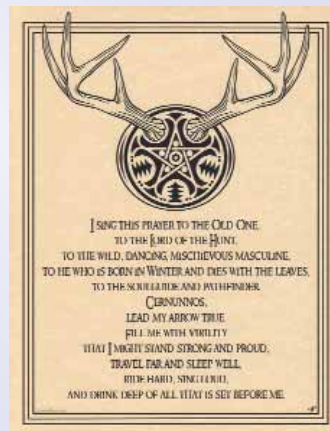 I SING THIS PRAYER TO THE OLD ONE,
TO THE LORD OF THE HUNT,
TO THE WILD, DANCING, MISCHIEVOUS MASCULINE,
TO HE WHO IS BORN IN WINTER AND DIES WITH THE LEAVES,
TO THE SOULGUIDE AND PATHFINDER.
CERNUNNOS,
LEAD MY ARROW TRUE
FILL ME WITH VIRILITY
THAT I MIGHT STAND STRONG AND PROUD,
TRAVEL FAR AND SLEEP WELL,
RIDE HARD, SING LOUD,
AND DRINK DEEP OF ALL THAT IS SET BEFORE ME.